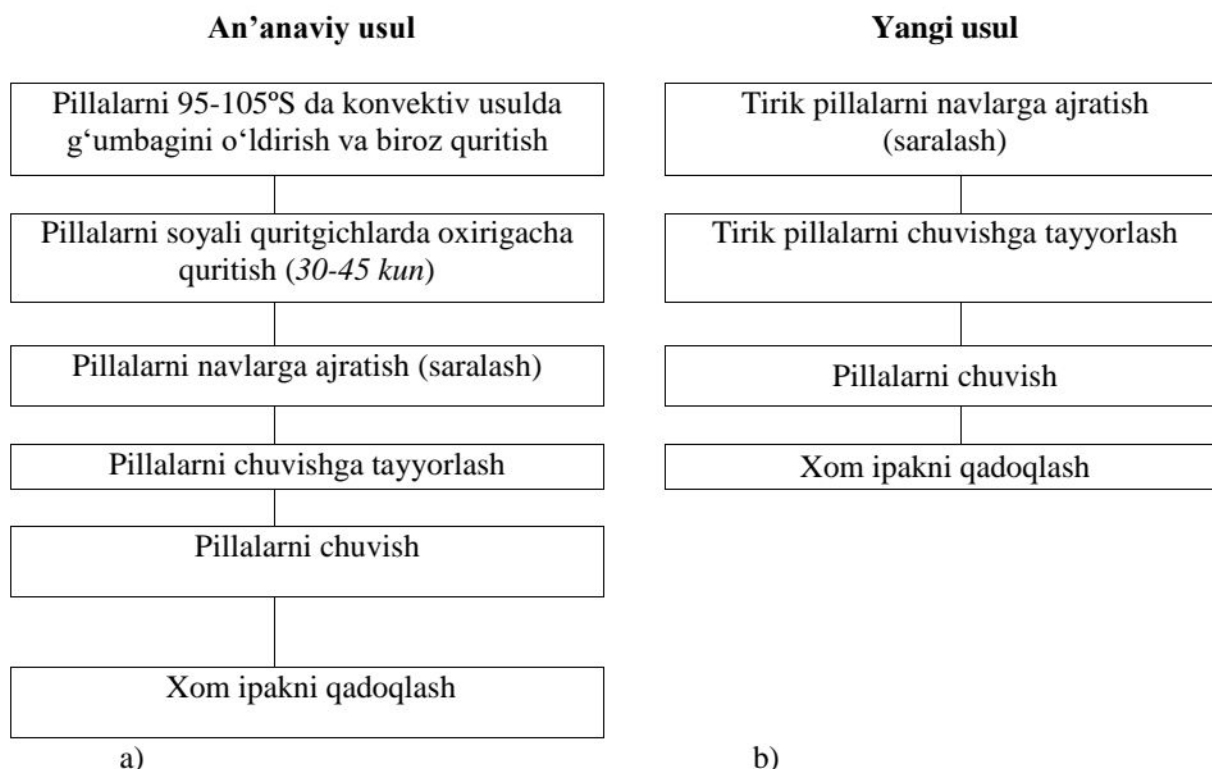 An’anaviy usul
Pillalarni 95-105ºS da konvektiv usulda
g‘umbagini o‘ldirish va biroz quritish
Pillalarni soyali quritgichlarda oxirigacha
quritish (30-45 kun)
Pillalarni navlarga ajratish (saralash)
Pillalarni chuvishga tayyorlash
Pillalarni chuvish
Xom ipakni qadoqlash
a)
Yangi usul
Tirik pillalarni navlarga ajratish
(saralash)
Tirik pillalarni chuvishga tayyorlash
Pillalarni chuvish
Xom ipakni qadoqlash
b)